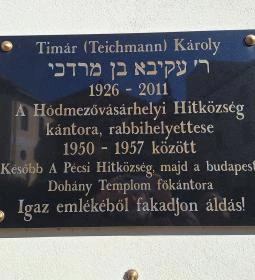 Timár (Teichmann) Károly
ר' עקיבא בן מרדכי
1926 - 2011
A Hódmezővásárhelyi Hitközség
kántora, rabbihelyettese
1950 - 1957 között
Később A Pécsi Hitközség, majd a budapest
Dohány Templom főkántora
Igaz emlékéből fakadjon áldás!